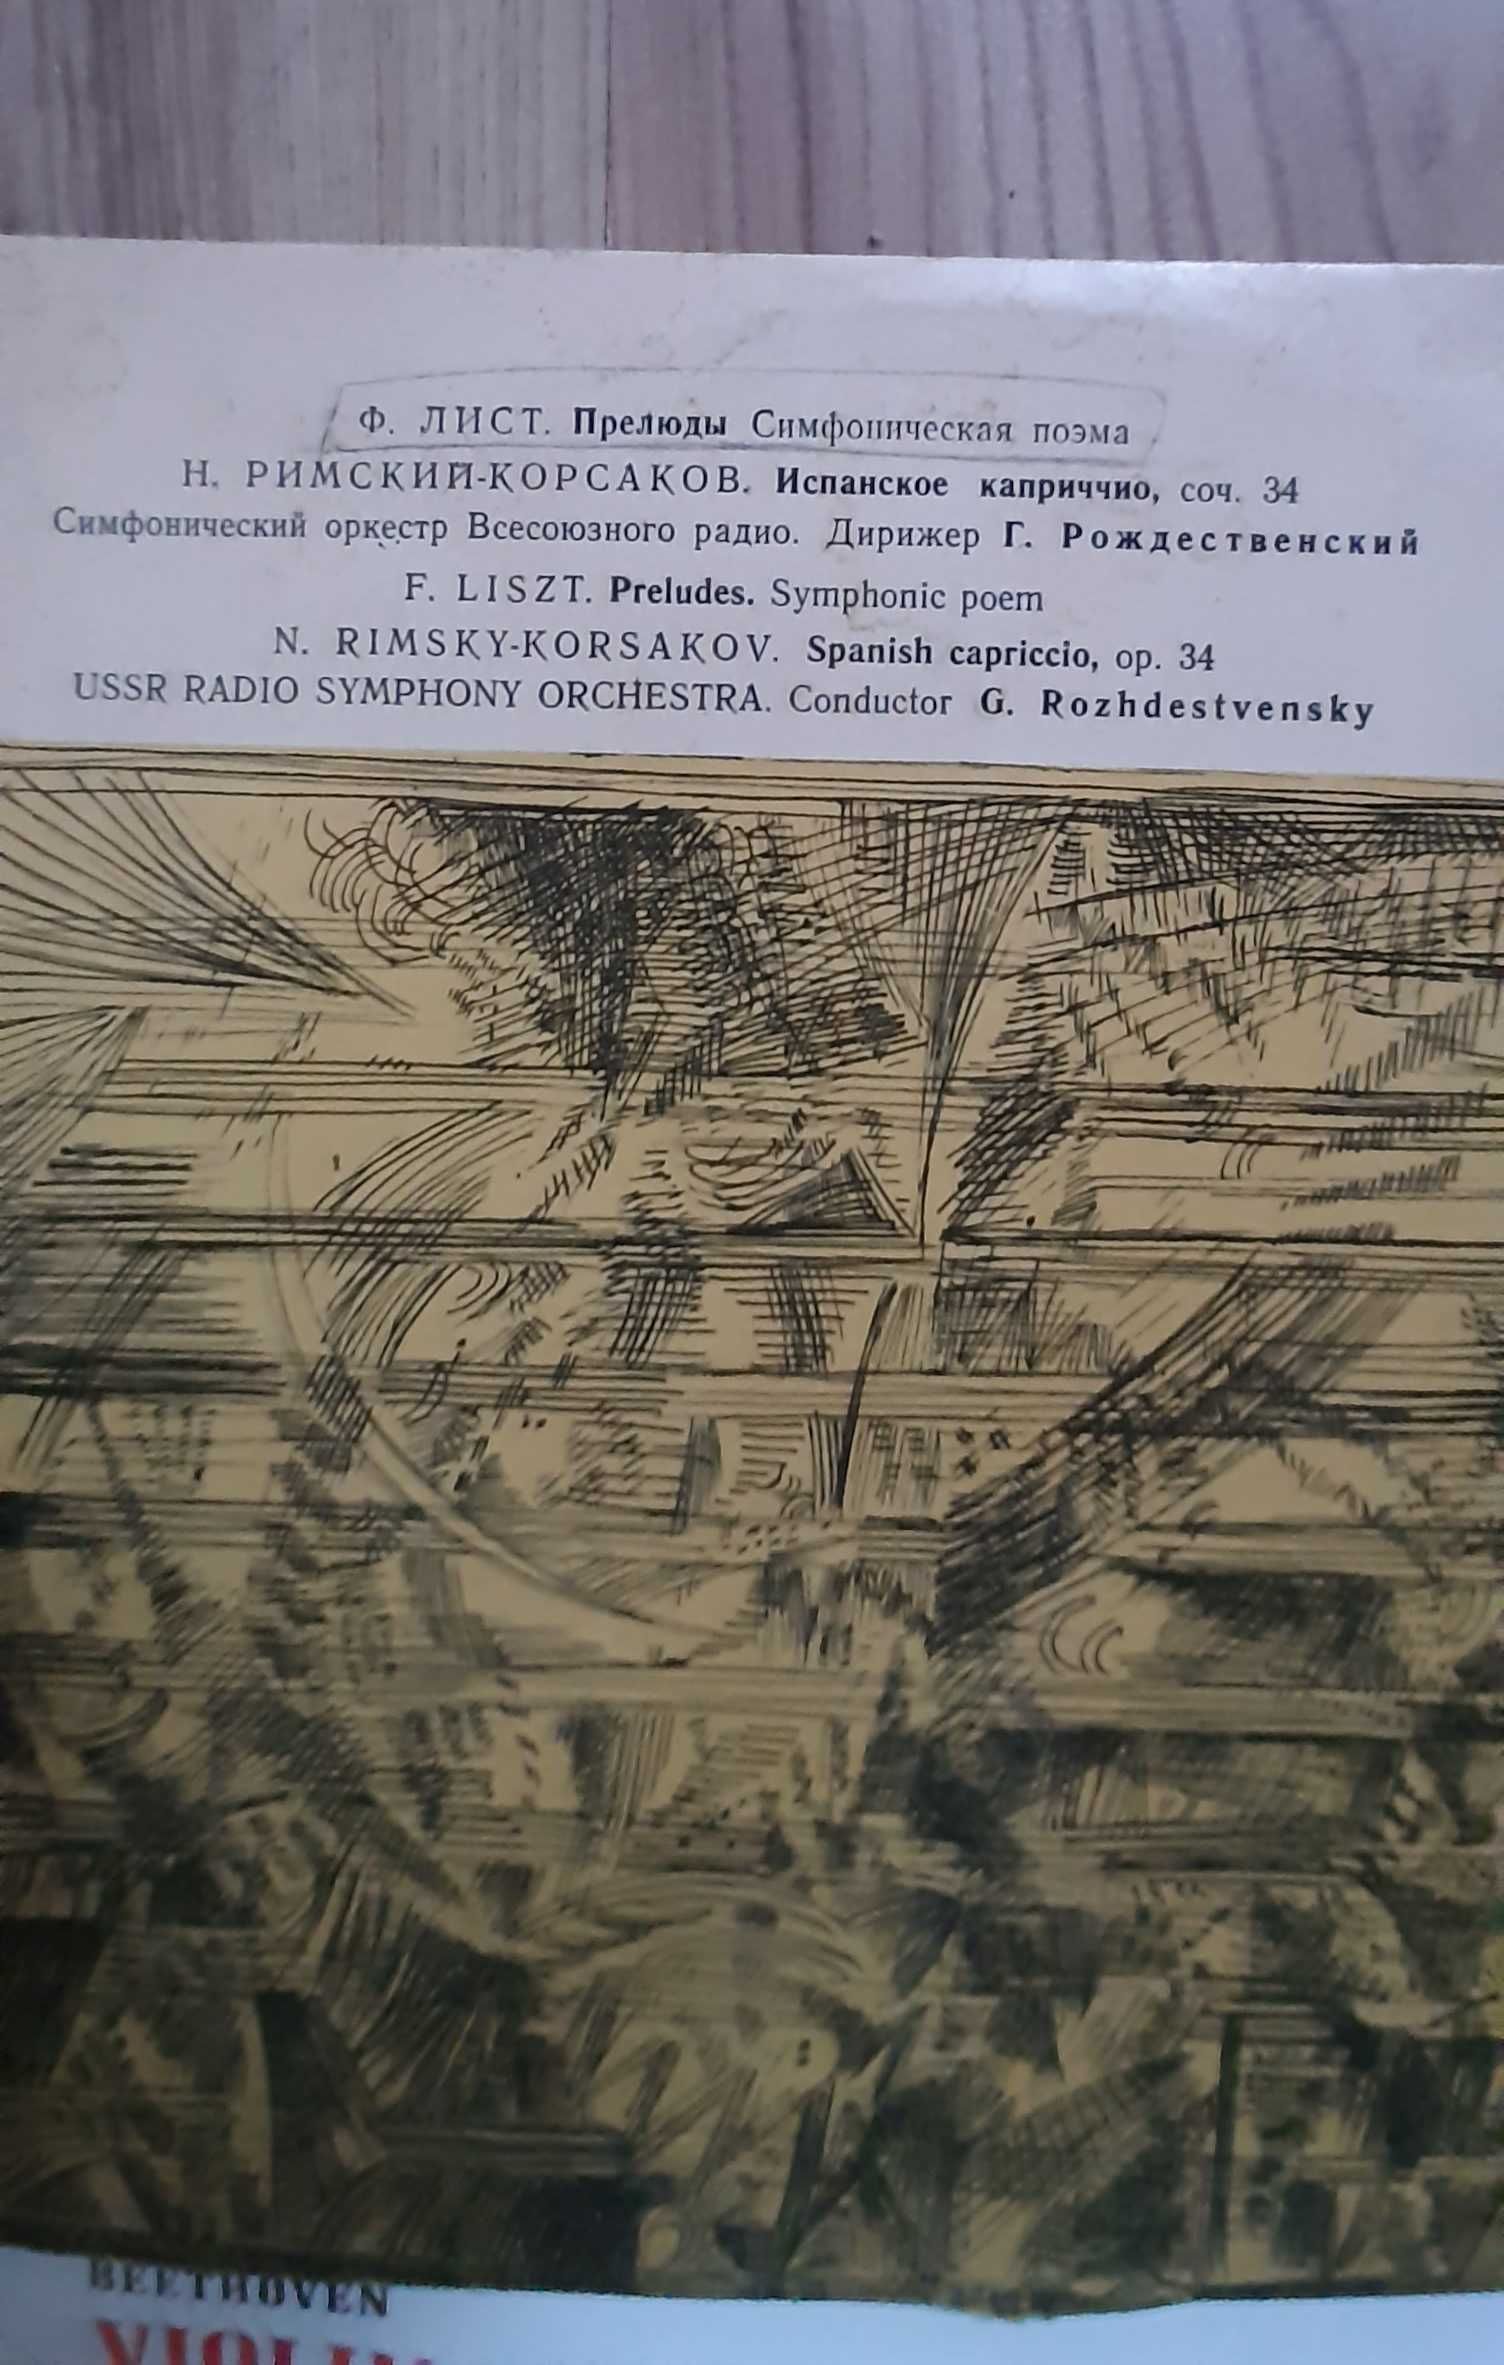 Ф. ЛИСТ. Прелюды Симфоническая поэма
Н. РИМСКИЙ-КОРСАКОВ. Испанское каприччио, соч. 34
Симфонический оркестр Всесоюзного радио. Дирижер Г. Рождественский
F. LISZT. Preludes. Symphonic poem
N. RIMSKY-KORSAKOV. Spanish capriccio, op. 34
USSR RADIO SYMPHONY ORCHESTRA. Conductor G. Rozhdestvensky
BEETHOVEN